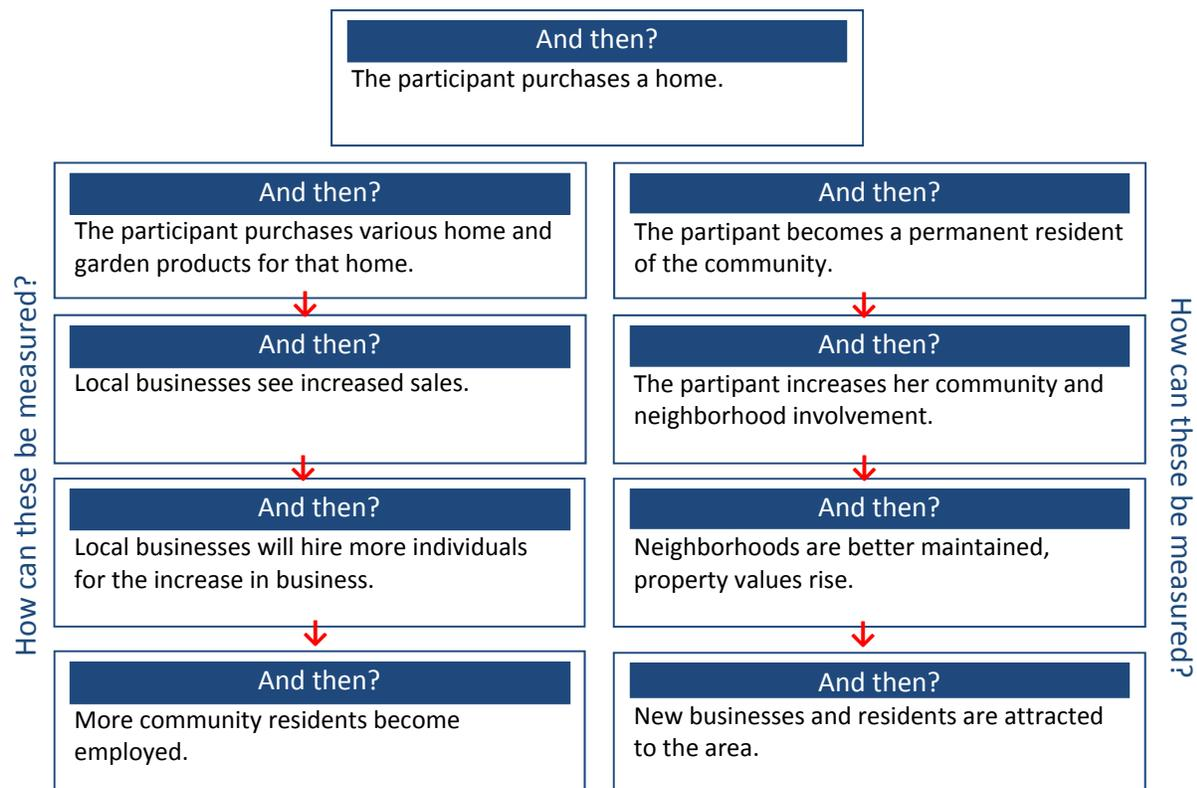 And then?
The participant purchases a home.
And then?
The participant purchases various home and
garden products for that home.
And then?
Local businesses see increased sales.
And then?
Local businesses will hire more individuals
for the increase in business.
And then?
More community residents become
employed.
And then?
The partipant becomes a permanent resident
of the community.
And then?
The partipant increases her community and
neighborhood involvement.
And then?
Neighborhoods are better maintained,
property values rise.
And then?
New businesses and residents are attracted
to the area.
How can these be measured?
How can these be measured?